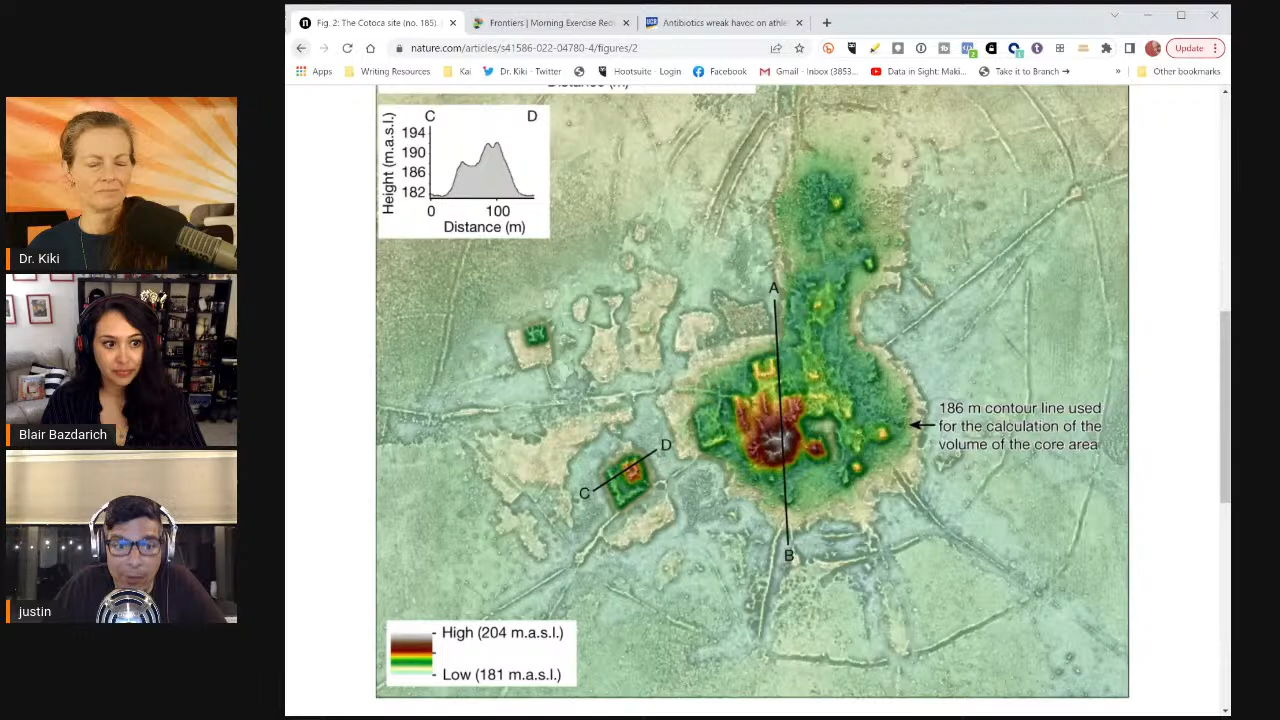 Fig. 2: The Cotoca site (no. 185).
Frontiers | Morning Exercise Red
Antibiotics wreak havoc on athle
nature.com/articles/s41586-022-04780-4/figures/2
Update
Apps
Writing Resources
Kai
Dr. Kiki - Twitter
Hootsuite · Login
Facebook
Gmail - Inbox (3853...
Data in Sight: Maki...
Take it to Branch →
»
Other bookmarks
Distance (m)
C
D
194
190
186
182
Height (m.a.s.l.)
0
100
Distance (m)
A
186 m contour line used
for the calculation of the
volume of the core area
D
C
B
High (204 m.a.s.l.)
Low (181 m.a.s.l.)
Dr. Kiki
Blair Bazdarich
justin